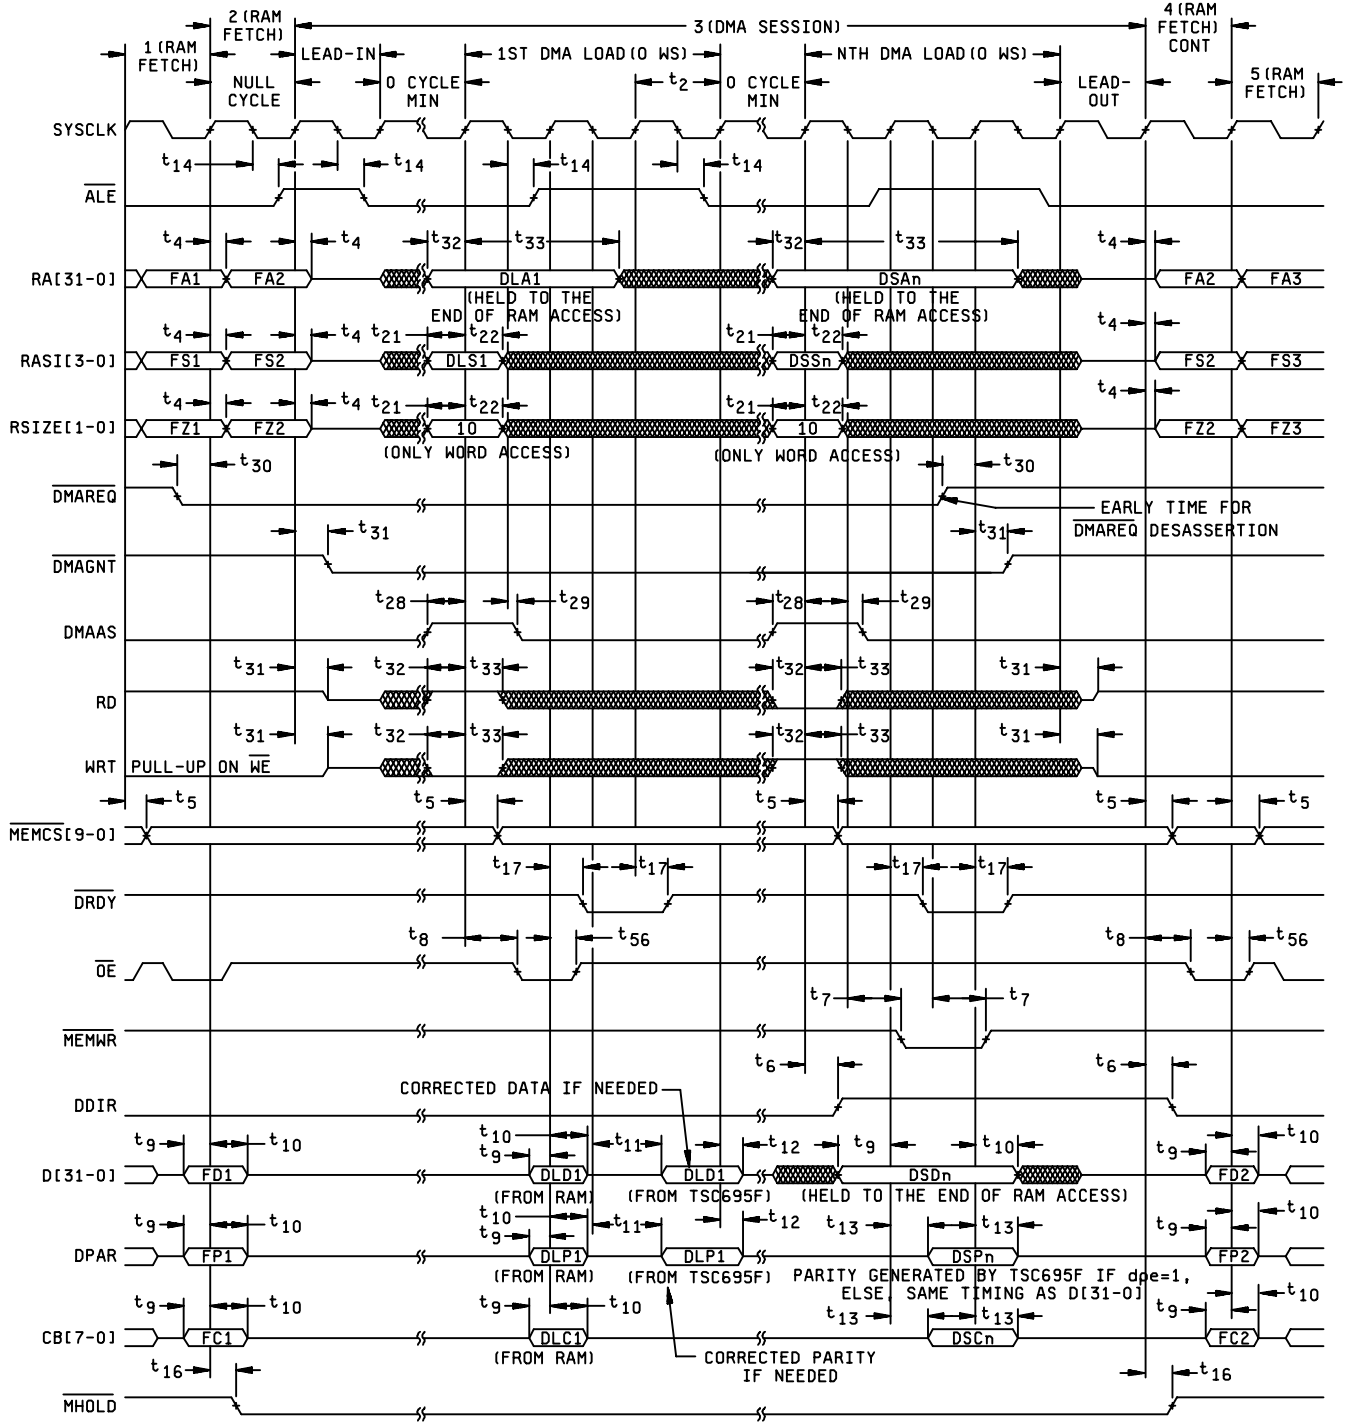 2(RAM FETCH)
3(DMA SESSION)
4(RAM FETCH) CONT
1(RAM FETCH)
LEAD-IN
1ST DMA LOAD(0 WS)
NTH DMA LOAD(0 WS)
NULL CYCLE
0 CYCLE MIN
t2
0 CYCLE MIN
LEAD-OUT
5(RAM FETCH)
SYSCLK
t14 t14 t14 t14
ALE
t4 t4 t32 t33 t32 t33 t4
RA[31-0] FA1 FA2 DLA1 DSAn FA2 FA3
(HELD TO THE END OF RAM ACCESS) (HELD TO THE END OF RAM ACCESS)
t4 t4 t21 t22 t21 t22 t4
RASI[3-0] FS1 FS2 DLS1 DSSn FS2 FS3
t4 t4 t21 t22 t21 t22 t4
RSIZE[1-0] FZ1 FZ2 10 10 FZ2 FZ3
(ONLY WORD ACCESS) (ONLY WORD ACCESS)
t30 t30
DMAREQ
EARLY TIME FOR
DMAREQ DESASSERTION
t31 t31
DMAGNT
t28 t29 t28 t29
DMAAS
t31 t32 t33 t32 t33 t31
RD
t31 t32 t33 t32 t33 t31
WRT PULL-UP ON WE
t5 t5 t5 t5 t5
MEMCS[9-0]
t17 t17 t17 t17
DRDY
t8 t56 t8 t56
OE
t7 t7
MEMWR
t6 t6
CORRECTED DATA IF NEEDED
DDIR
t9 t10 t10 t9 t11 t12 t9 t10 t9 t10
D[31-0] FD1 DLD1 DLD1 DSDn FD2
(FROM RAM) (FROM TSC695F) (HELD TO THE END OF RAM ACCESS)
t9 t10 t10 t9 t11 t12 t13 t13 t9 t10
DPAR FP1 DLP1 DLP1 DSPn FP2
(FROM RAM) (FROM TSC695F) PARITY GENERATED BY TSC695F IF dpe=1,
ELSE, SAME TIMING AS D[31-0]
t9 t10 t9 t10 t13 t13 t9 t10
CB[7-0] FC1 DLC1 DSCn FC2
(FROM RAM) CORRECTED PARITY
IF NEEDED
t16 t16
MHOLD